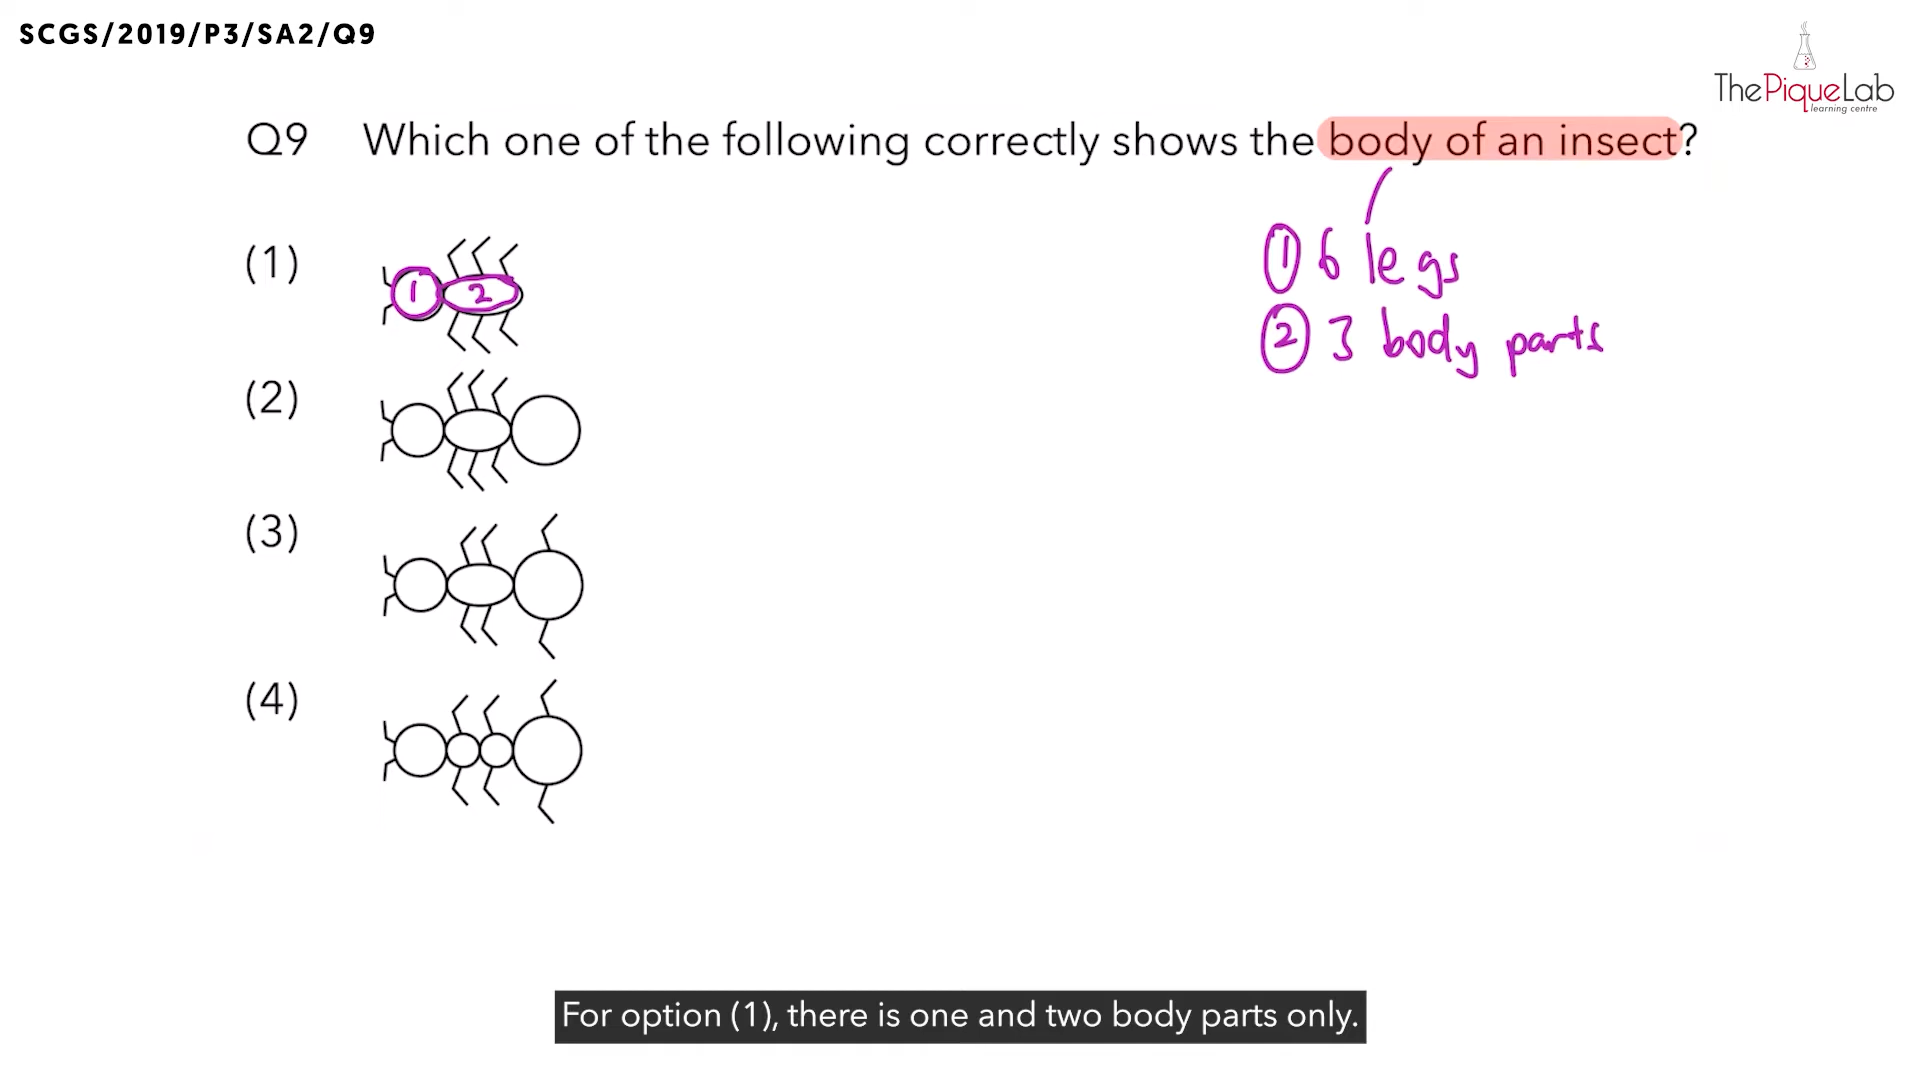 SCGS/2019/P3/SA2/Q9
ThePiqueLab
learning centre
Q9 Which one of the following correctly shows the body of an insect?
(1)
1 2
① 6 legs
② 3 body parts
(2)
(3)
(4)
For option (1), there is one and two body parts only.